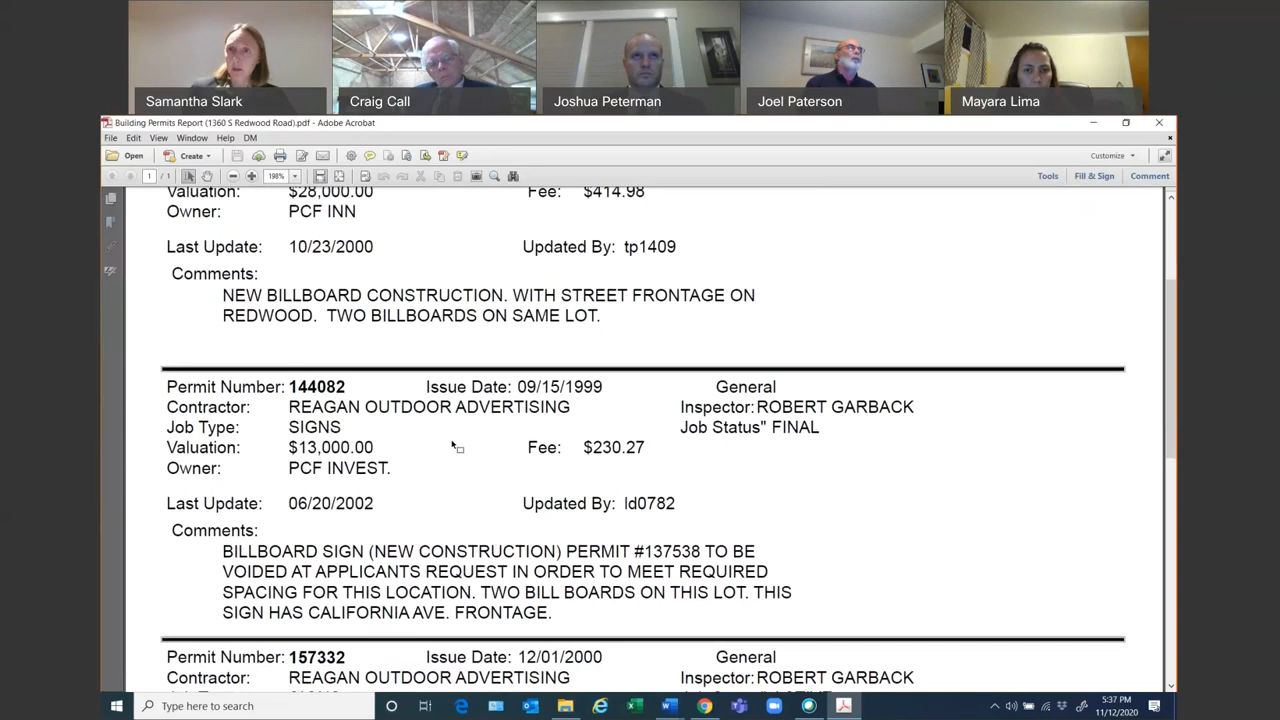 Samantha Slark
Craig Call
Joshua Peterman
Joel Paterson
Mayara Lima
Building Permits Report (1360 S Redwood Road).pdf - Adobe Acrobat
File Edit View Window Help DM
Open Create Customize
1 / 1 198% Tools Fill & Sign Comment
Valuation: $28,000.00 Fee: $414.98
Owner: PCF INN
Last Update: 10/23/2000 Updated By: tp1409
Comments:
NEW BILLBOARD CONSTRUCTION. WITH STREET FRONTAGE ON
REDWOOD. TWO BILLBOARDS ON SAME LOT.
Permit Number: 144082 Issue Date: 09/15/1999 General
Contractor: REAGAN OUTDOOR ADVERTISING Inspector: ROBERT GARBACK
Job Type: SIGNS Job Status" FINAL
Valuation: $13,000.00 Fee: $230.27
Owner: PCF INVEST.
Last Update: 06/20/2002 Updated By: ld0782
Comments:
BILLBOARD SIGN (NEW CONSTRUCTION) PERMIT #137538 TO BE
VOIDED AT APPLICANTS REQUEST IN ORDER TO MEET REQUIRED
SPACING FOR THIS LOCATION. TWO BILL BOARDS ON THIS LOT. THIS
SIGN HAS CALIFORNIA AVE. FRONTAGE.
Permit Number: 157332 Issue Date: 12/01/2000 General
Contractor: REAGAN OUTDOOR ADVERTISING Inspector: ROBERT GARBACK
Type here to search
5:37 PM
11/12/2020